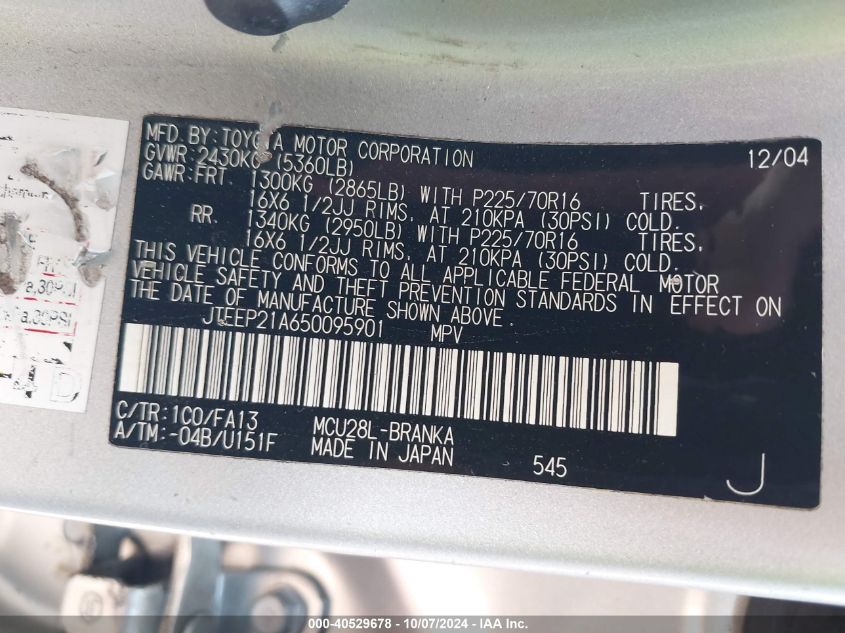 MFD. BY: TOYOTA MOTOR CORPORATION 12/04
GVWR: 2430KG (5360LB)
GAWR: FRT 1300KG (2865LB) WITH P225/70R16 TIRES,
16X6 1/2JJ RIMS, AT 210KPA (30PSI) COLD.
RR. 1340KG (2950LB) WITH P225/70R16 TIRES,
16X6 1/2JJ RIMS, AT 210KPA (30PSI) COLD.
THIS VEHICLE CONFORMS TO ALL APPLICABLE FEDERAL MOTOR
VEHICLE SAFETY AND THEFT PREVENTION STANDARDS IN EFFECT ON
THE DATE OF MANUFACTURE SHOWN ABOVE.
JTEEP21A650095901 MPV
C/TR: 1C0/FA13 MCU28L-BRANKA
A/TM: -04B/U151F MADE IN JAPAN 545
J
a,30PSI
a,30PSI
D
000-40529678 - 10/07/2024 - IAA Inc.